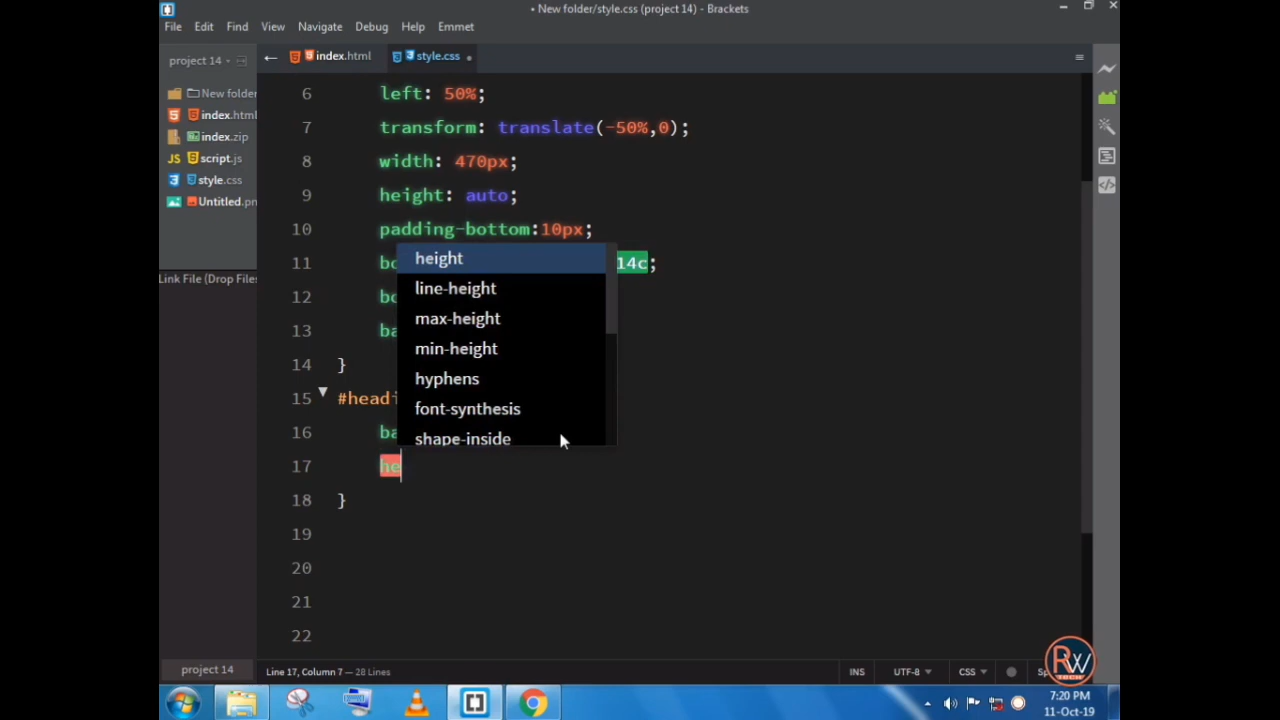 • New folder/style.css (project 14) - Brackets
File Edit Find View Navigate Debug Help Emmet
project 14
index.html
style.css •
New folder
index.html
index.zip
JS script.js
style.css
Untitled.pn
Link File (Drop Files
6 left: 50%;
7 transform: translate(-50%,0);
8 width: 470px;
9 height: auto;
10 padding-bottom:10px;
11 bo 14c;
12 bo
13 ba
14 }
15 #headi
16 ba
17 he
18 }
19
20
21
22
height
line-height
max-height
min-height
hyphens
font-synthesis
shape-inside
project 14
Line 17, Column 7 — 28 Lines
INS UTF-8 CSS Sp
RW
TECH
7:20 PM
11-Oct-19